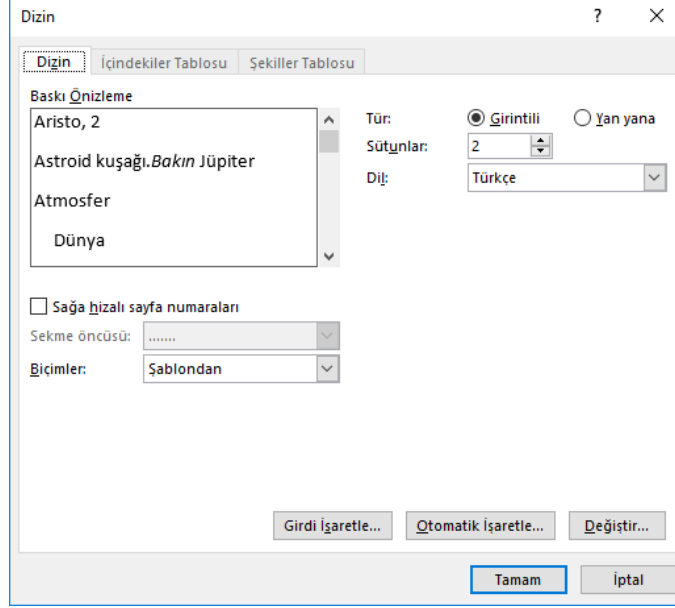 Dizin
Dizin İçindekiler Tablosu Şekiller Tablosu
Baskı Önizleme
Aristo, 2
Astroid kuşağı.Bakın Jüpiter
Atmosfer
Dünya
Tür: Girintili Yan yana
Sütunlar: 2
Dil: Türkçe
Sağa hizalı sayfa numaraları
Sekme öncüsü: .......
Biçimler: Şablondan
Girdi İşaretle... Otomatik İşaretle... Değiştir...
Tamam İptal